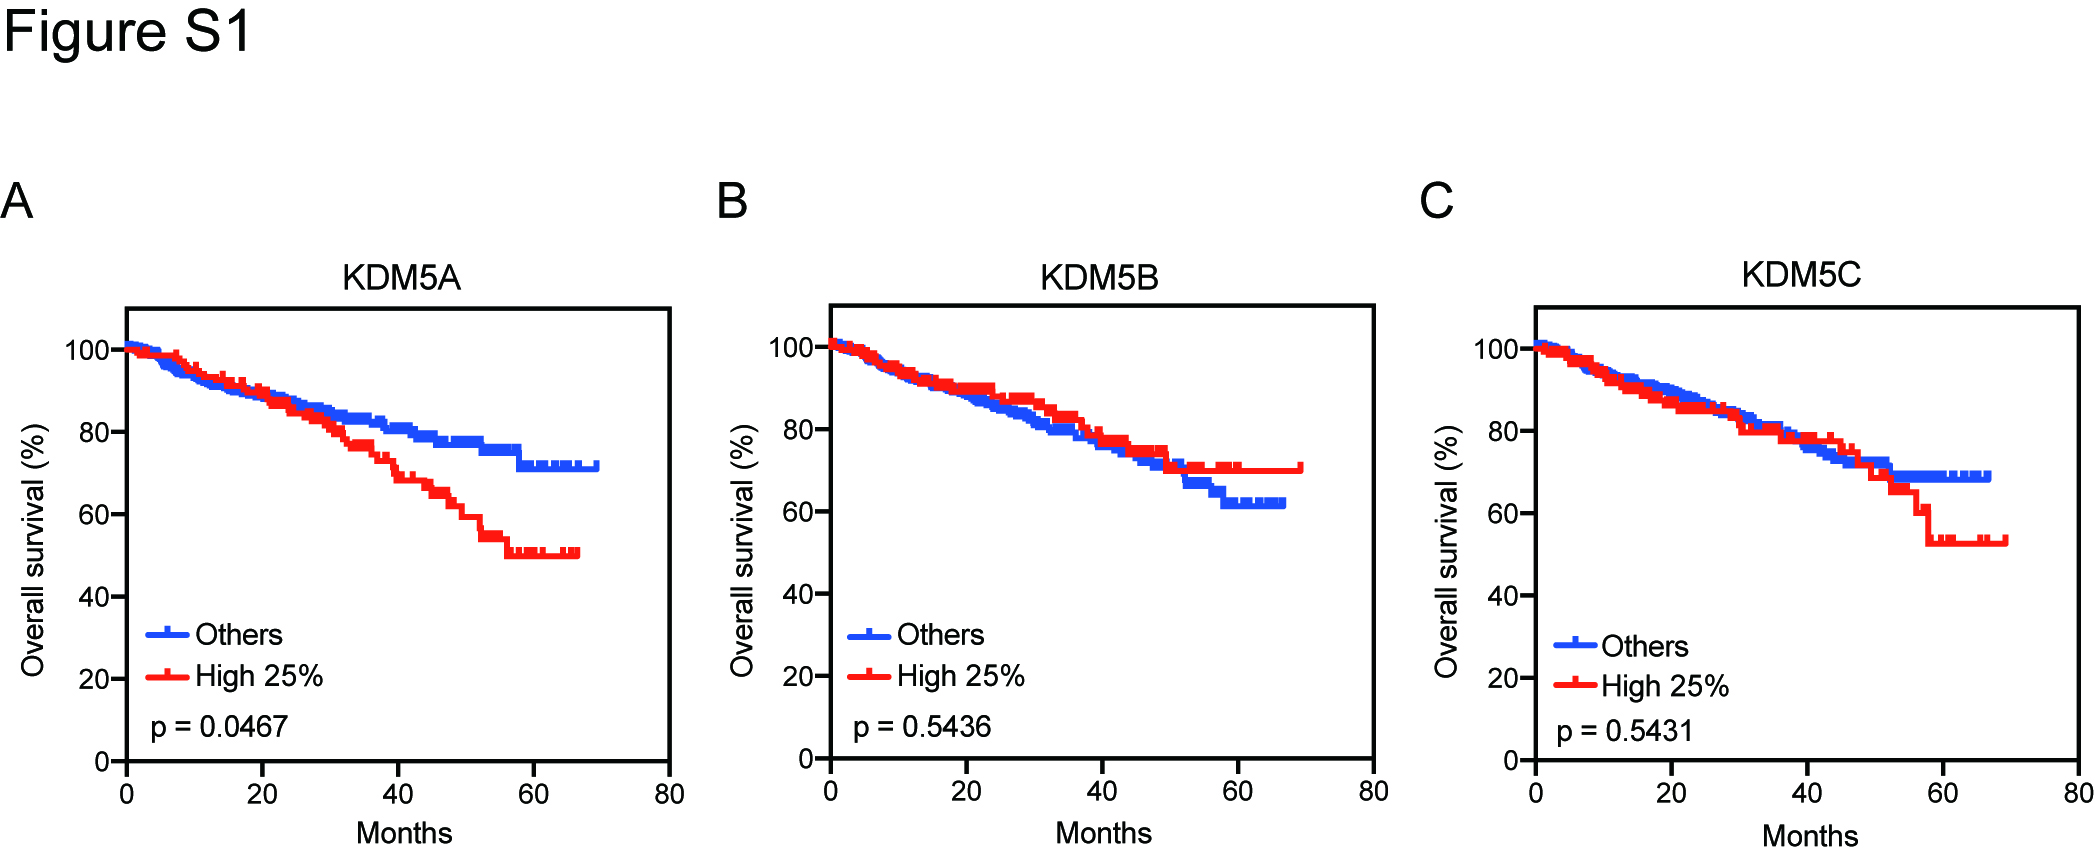 Figure S1
A
KDM5A
Overall survival (%)
100
80
60
40
20
0
Others
High 25%
p = 0.0467
0 20 40 60 80
Months
B
KDM5B
Overall survival (%)
100
80
60
40
20
0
Others
High 25%
p = 0.5436
0 20 40 60 80
Months
C
KDM5C
Overall survival (%)
100
80
60
40
20
0
Others
High 25%
p = 0.5431
0 20 40 60 80
Months